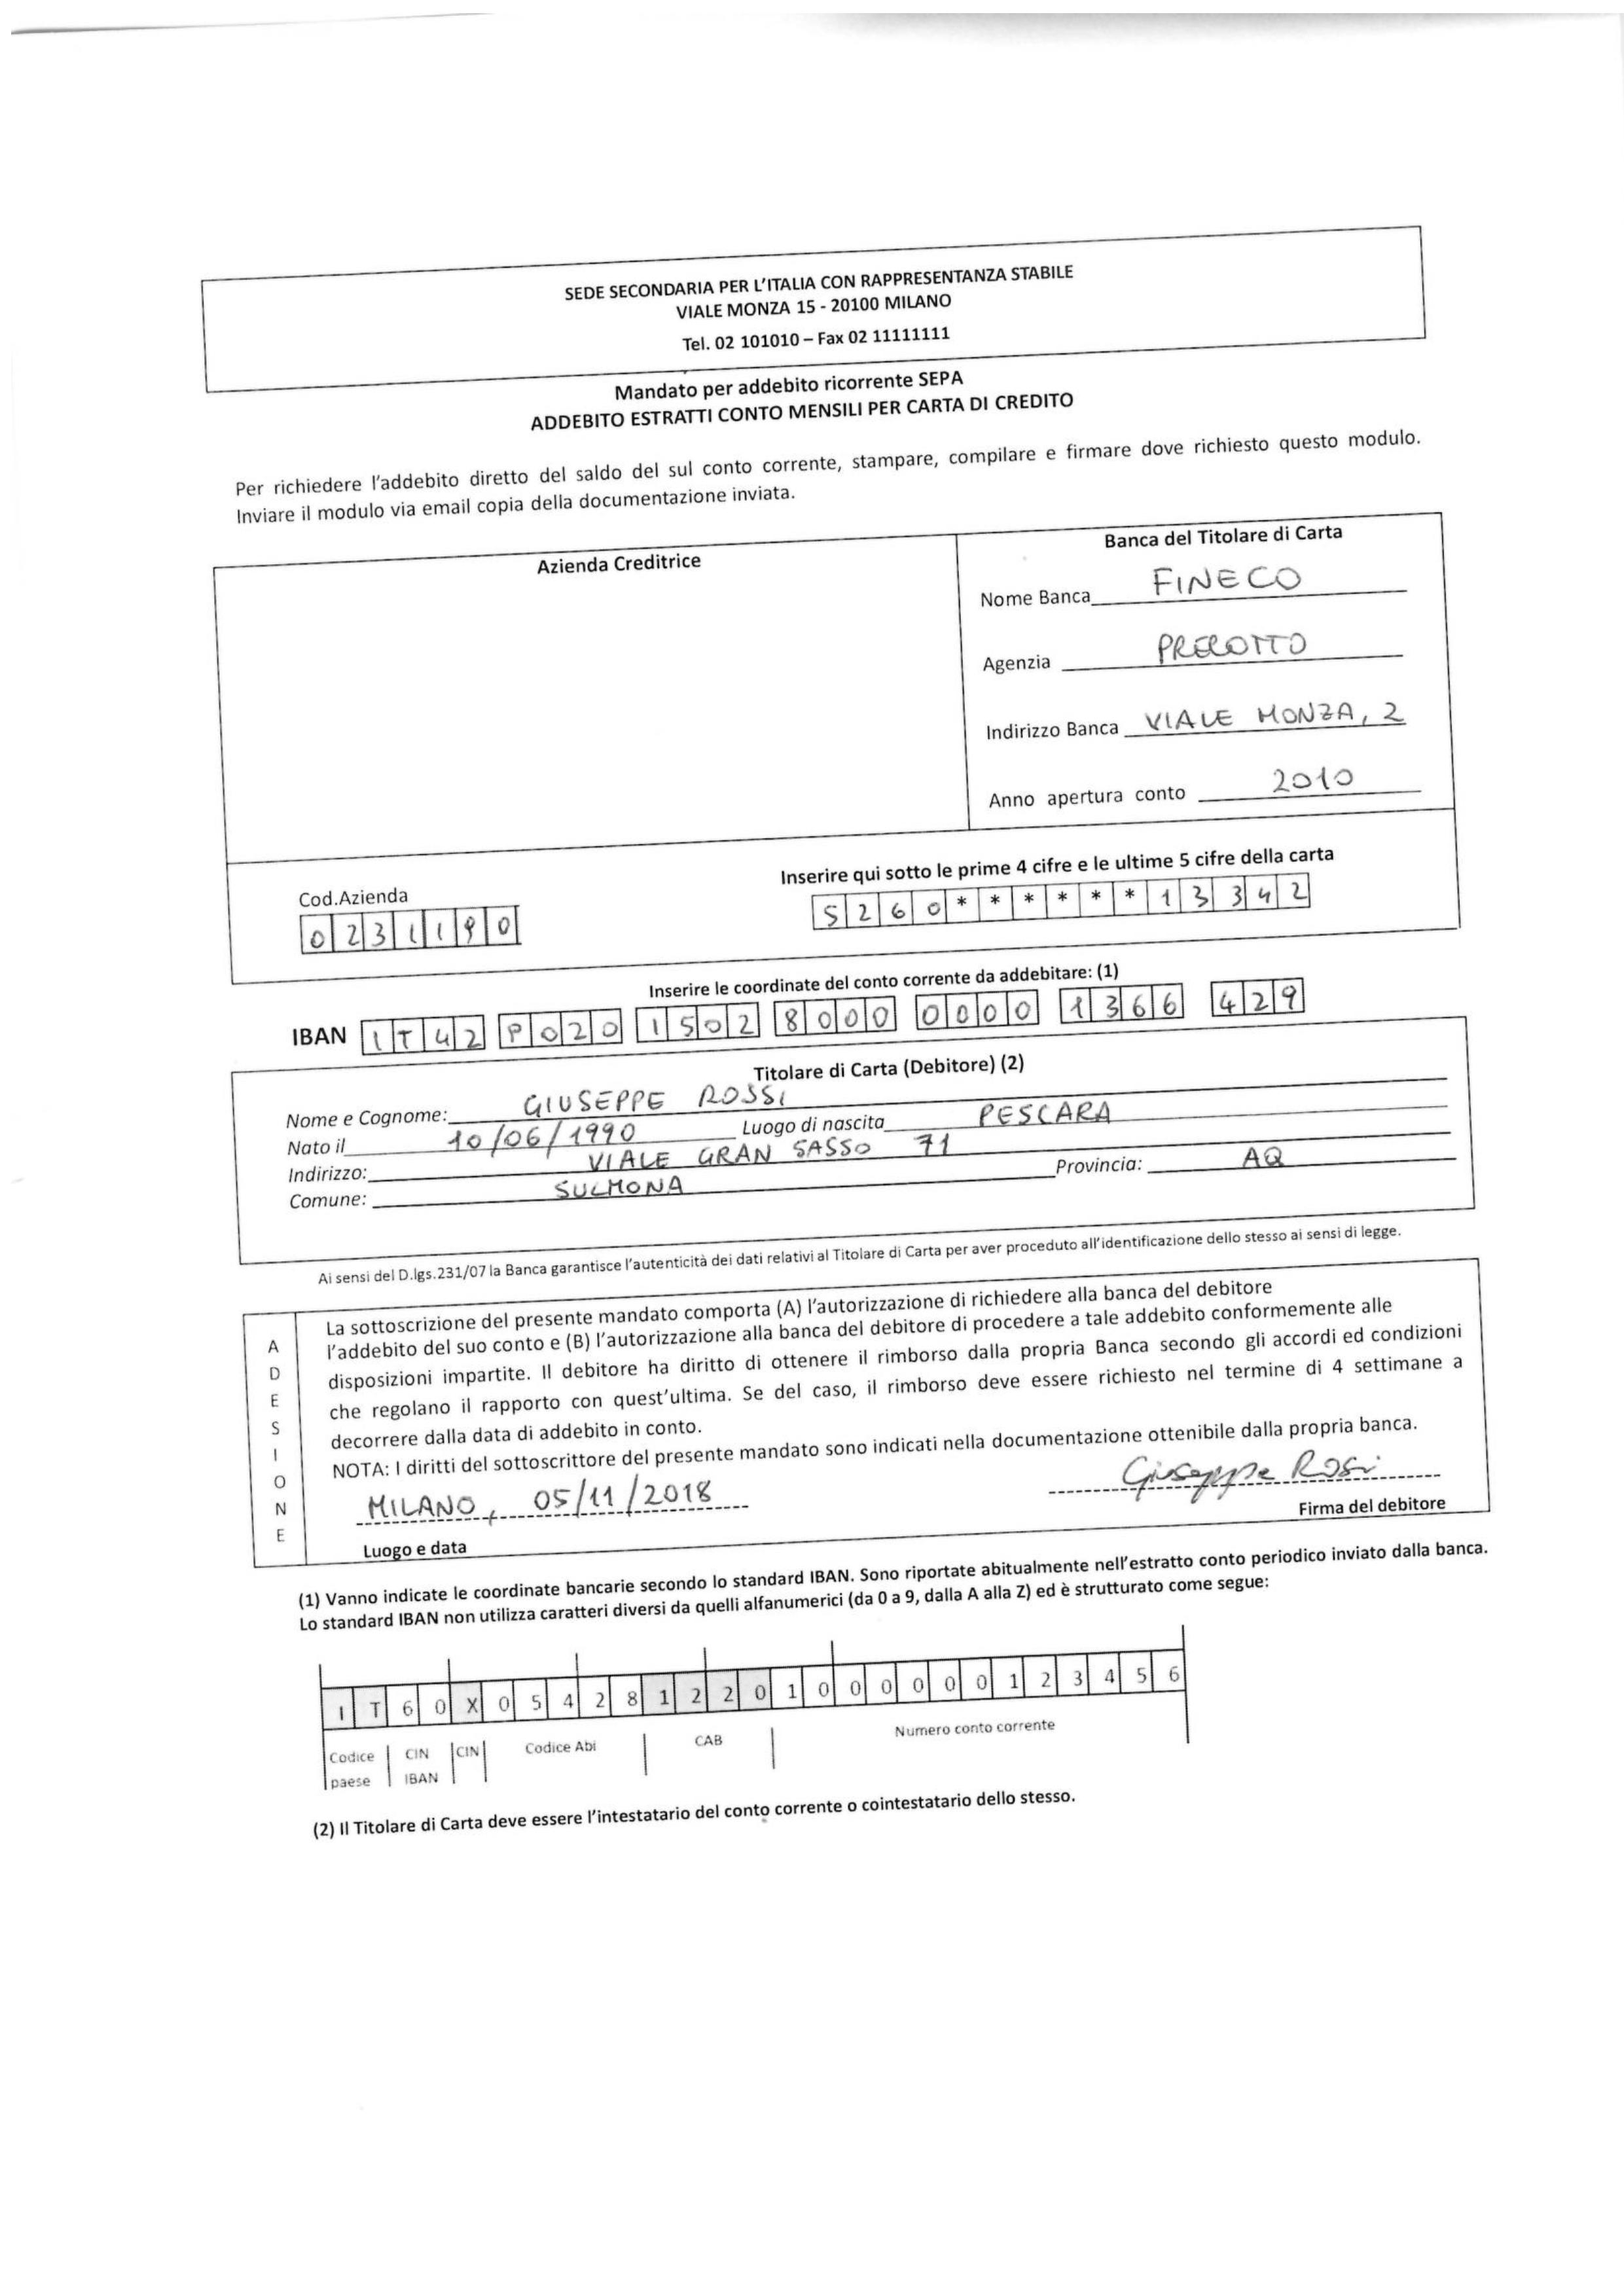 SEDE SECONDARIA PER L'ITALIA CON RAPPRESENTANZA STABILE
VIALE MONZA 15 - 20100 MILANO
Tel. 02 101010 – Fax 02 11111111
Mandato per addebito ricorrente SEPA
ADDEBITO ESTRATTI CONTO MENSILI PER CARTA DI CREDITO
Per richiedere l'addebito diretto del saldo del sul conto corrente, stampare, compilare e firmare dove richiesto questo modulo.
Inviare il modulo via email copia della documentazione inviata.
Azienda Creditrice
Banca del Titolare di Carta
Nome Banca FINECO
Agenzia PRECOTTO
Indirizzo Banca VIALE MONZA, 2
Anno apertura conto 2010
Cod.Azienda
0231190
Inserire qui sotto le prime 4 cifre e le ultime 5 cifre della carta
5260******13342
Inserire le coordinate del conto corrente da addebitare: (1)
IBAN IT42 P020 1502 8000 0000 1366 429
Titolare di Carta (Debitore) (2)
Nome e Cognome: GIUSEPPE ROSSI
Nato il 10/06/1990 Luogo di nascita PESCARA
Indirizzo: VIALE GRAN SASSO 71
Comune: SULMONA Provincia: AQ
Ai sensi del D.lgs.231/07 la Banca garantisce l'autenticità dei dati relativi al Titolare di Carta per aver proceduto all'identificazione dello stesso ai sensi di legge.
ADESIONE
La sottoscrizione del presente mandato comporta (A) l'autorizzazione di richiedere alla banca del debitore
l'addebito del suo conto e (B) l'autorizzazione alla banca del debitore di procedere a tale addebito conformemente alle
disposizioni impartite. Il debitore ha diritto di ottenere il rimborso dalla propria Banca secondo gli accordi ed condizioni
che regolano il rapporto con quest'ultima. Se del caso, il rimborso deve essere richiesto nel termine di 4 settimane a
decorrere dalla data di addebito in conto.
NOTA: I diritti del sottoscrittore del presente mandato sono indicati nella documentazione ottenibile dalla propria banca.
MILANO, 05/11/2018
Giuseppe Rossi
Luogo e data
Firma del debitore
(1) Vanno indicate le coordinate bancarie secondo lo standard IBAN. Sono riportate abitualmente nell'estratto conto periodico inviato dalla banca.
Lo standard IBAN non utilizza caratteri diversi da quelli alfanumerici (da 0 a 9, dalla A alla Z) ed è strutturato come segue:
I T 6 0 X 0 5 4 2 8 1 2 2 0 1 0 0 0 0 0 0 1 2 3 4 5 6
Codice paese
CIN IBAN
CIN
Codice Abi
CAB
Numero conto corrente
(2) Il Titolare di Carta deve essere l'intestatario del conto corrente o cointestatario dello stesso.